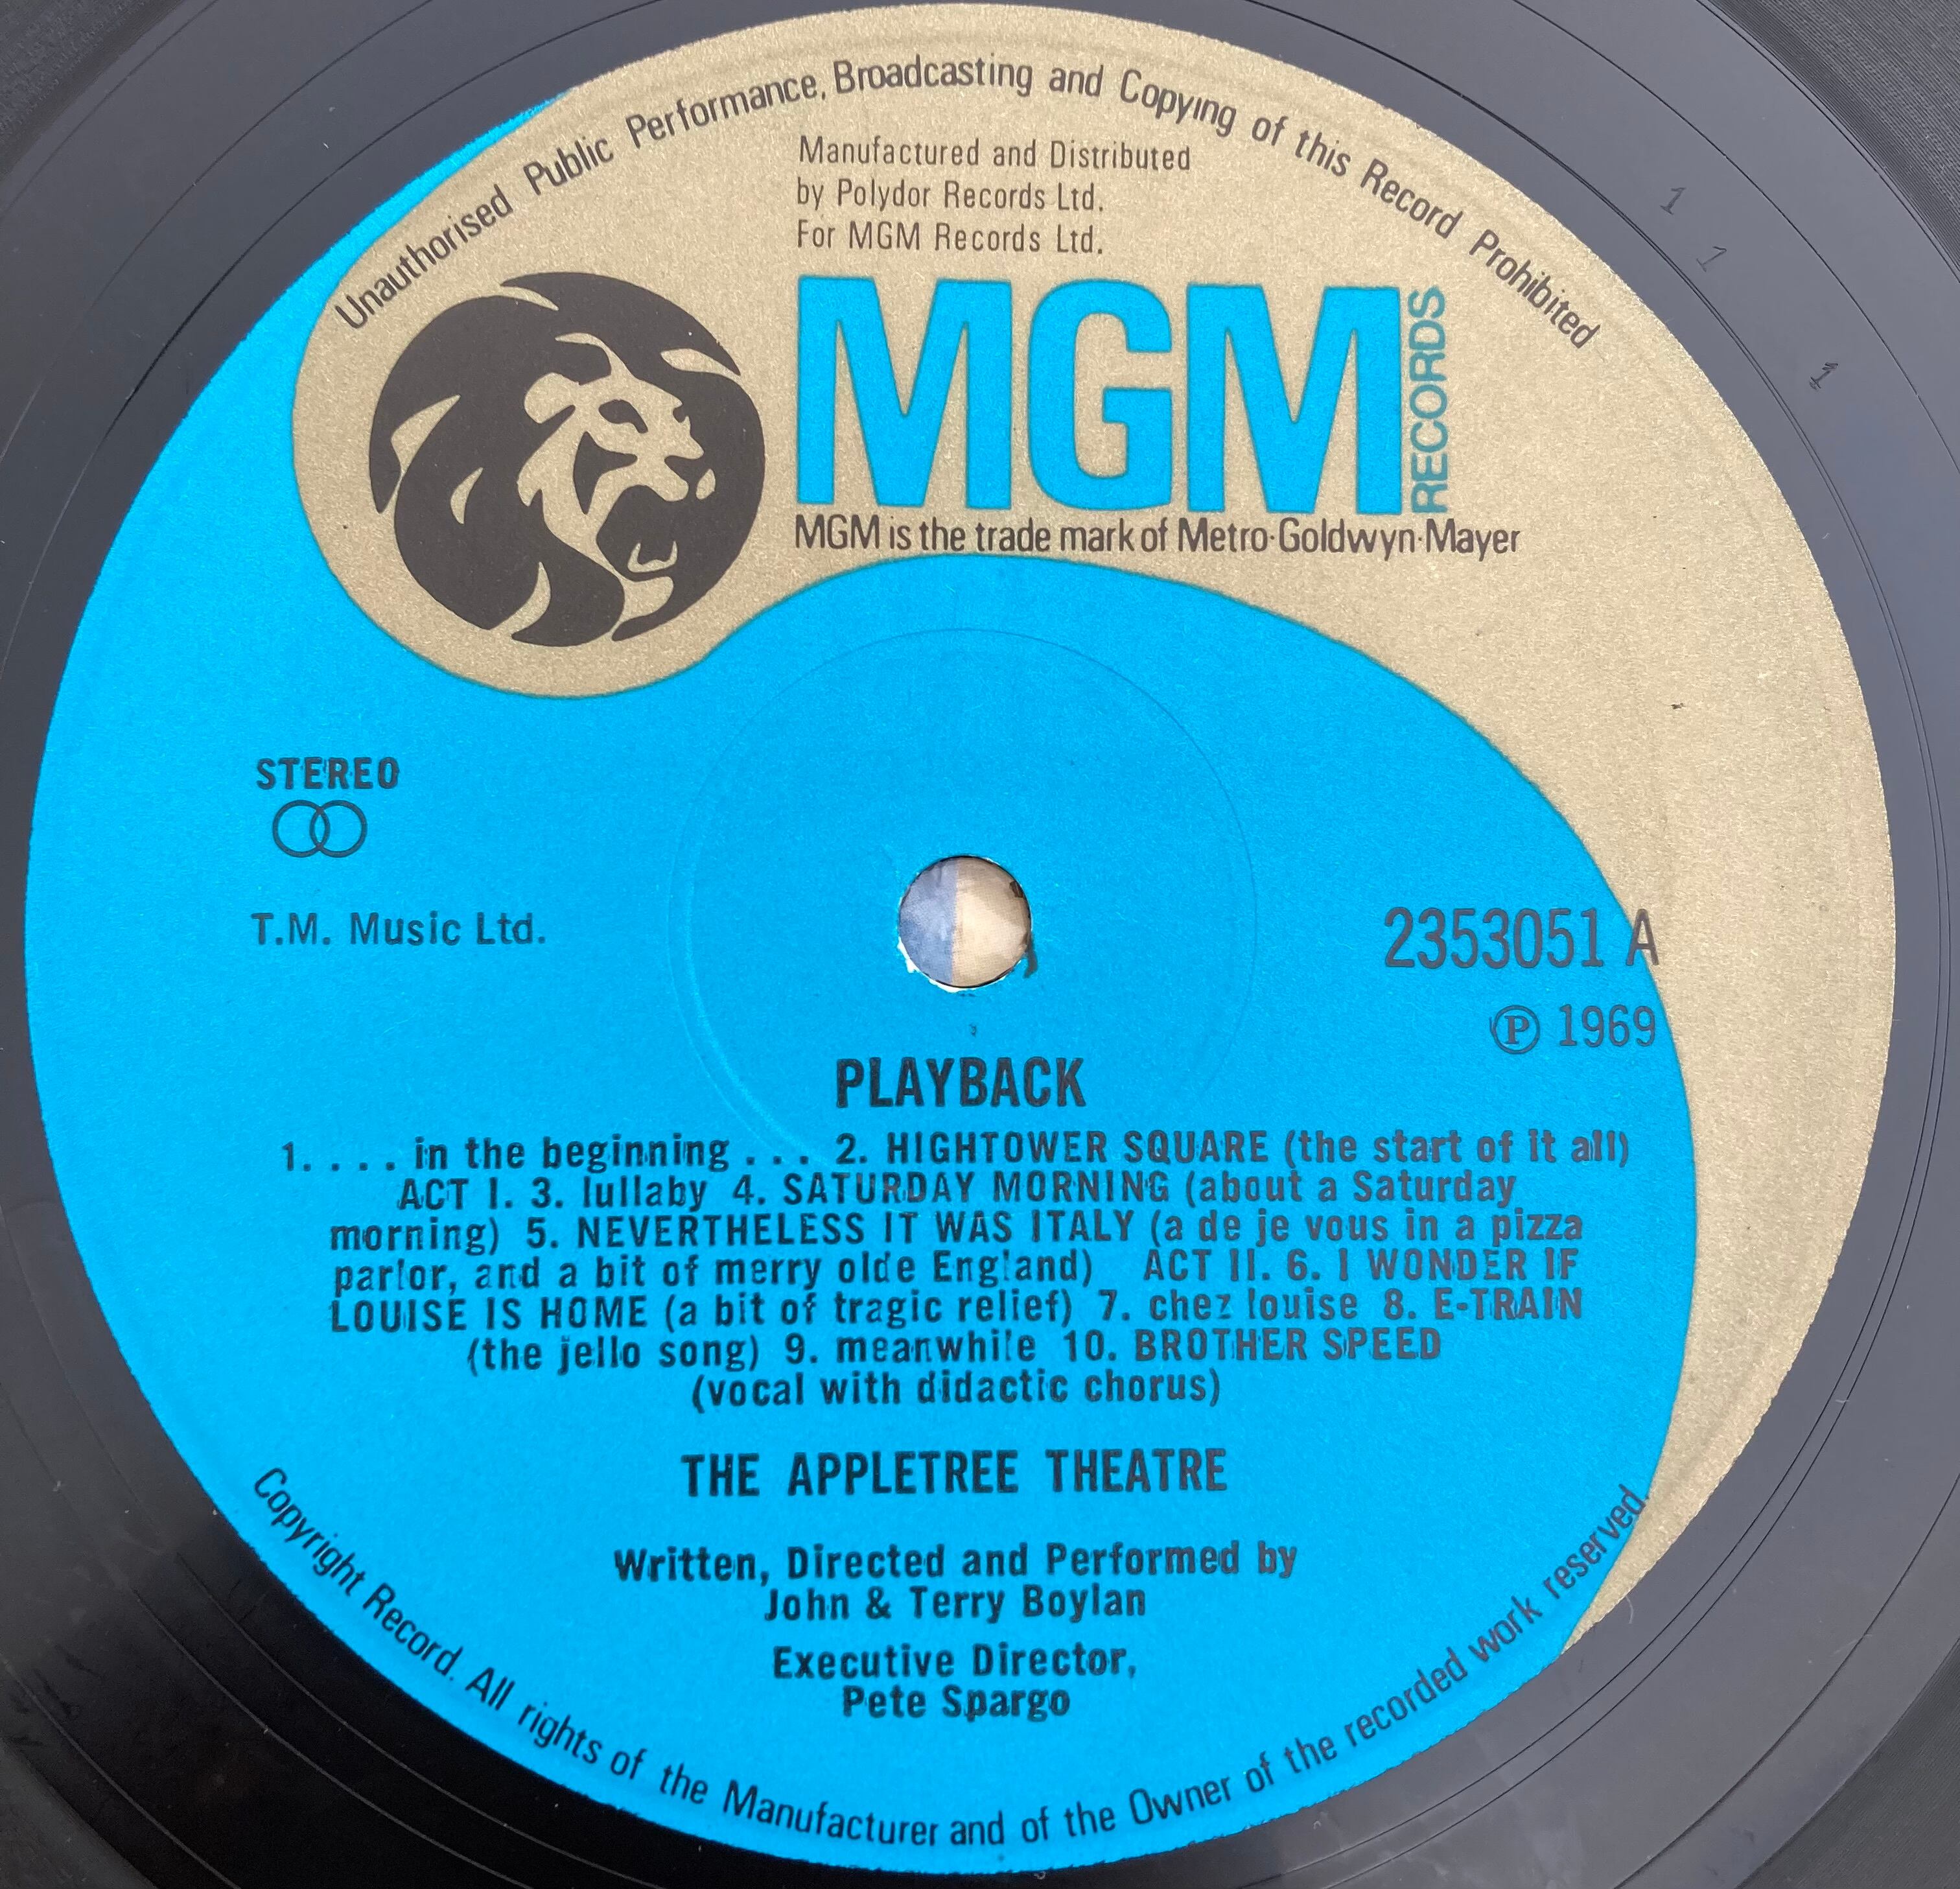 Unauthorised Public Performance, Broadcasting and Copying of this Record Prohibited
Manufactured and Distributed
by Polydor Records Ltd.
For MGM Records Ltd.
MGM RECORDS
MGM is the trade mark of Metro·Goldwyn·Mayer
STEREO
T.M. Music Ltd.
2353051 A
Ⓟ 1969
PLAYBACK
1. . . . . in the beginning . . . 2. HIGHTOWER SQUARE (the start of it all)
ACT I. 3. lullaby 4. SATURDAY MORNING (about a Saturday
morning) 5. NEVERTHELESS IT WAS ITALY (a de je vous in a pizza
parlor, and a bit of merry olde England) ACT II. 6. I WONDER IF
LOUISE IS HOME (a bit of tragic relief) 7. chez louise 8. E-TRAIN
(the jello song) 9. meanwhile 10. BROTHER SPEED
(vocal with didactic chorus)
THE APPLETREE THEATRE
Written, Directed and Performed by
John & Terry Boylan
Executive Director,
Pete Spargo
Copyright Record. All rights of the Manufacturer and of the Owner of the recorded work reserved.
1
1
1